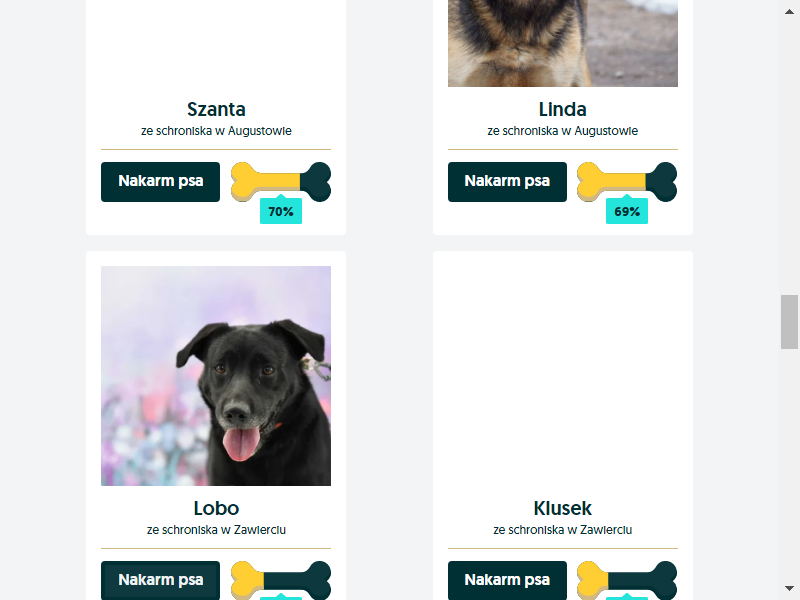 Szanta
ze schroniska w Augustowie
Nakarm psa
70%
Linda
ze schroniska w Augustowie
Nakarm psa
69%
Lobo
ze schroniska w Zawierciu
Nakarm psa
Klusek
ze schroniska w Zawierciu
Nakarm psa